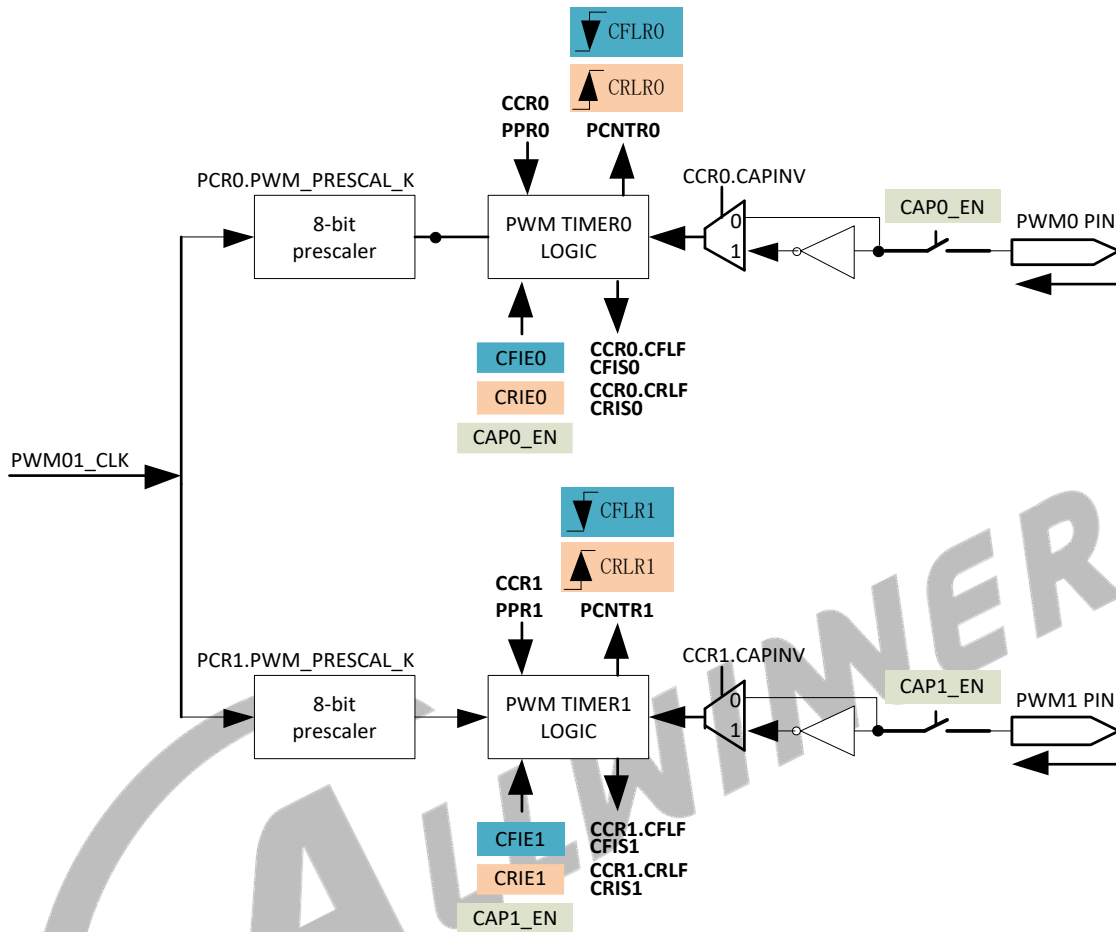 CFLR0
CRLR0
CCR0
PPR0
PCNTR0
PCR0.PWM_PRESCAL_K
8-bit
prescaler
PWM TIMER0
LOGIC
CCR0.CAPINV
0
1
CAP0_EN
PWM0 PIN
CFIE0
CRIE0
CAP0_EN
CCR0.CFLF
CFIS0
CCR0.CRLF
CRIS0
PWM01_CLK
CFLR1
CRLR1
CCR1
PPR1
PCNTR1
PCR1.PWM_PRESCAL_K
8-bit
prescaler
PWM TIMER1
LOGIC
CCR1.CAPINV
0
1
CAP1_EN
PWM1 PIN
CFIE1
CRIE1
CAP1_EN
CCR1.CFLF
CFIS1
CCR1.CRLF
CRIS1
ALLWINNER